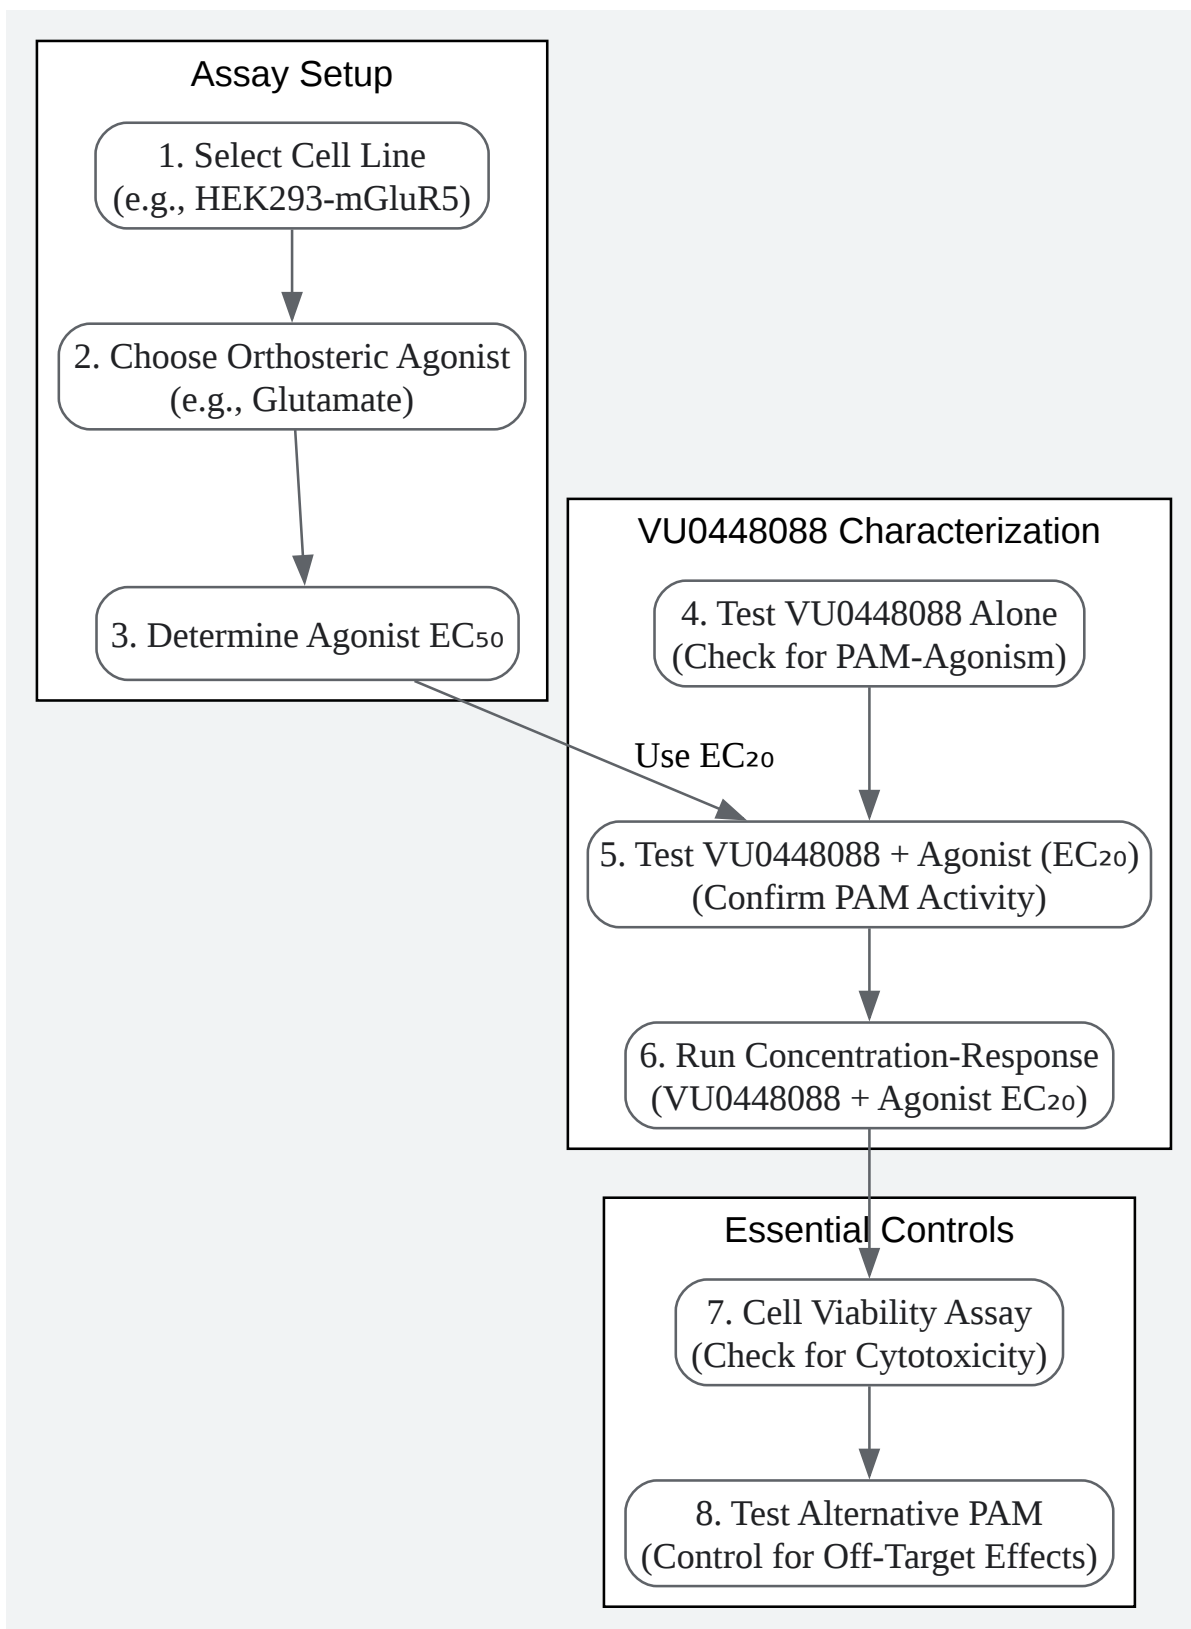 Assay Setup
1. Select Cell Line
(e.g., HEK293-mGluR5)
2. Choose Orthosteric Agonist
(e.g., Glutamate)
3. Determine Agonist EC₅₀
VU0448088 Characterization
4. Test VU0448088 Alone
(Check for PAM-Agonism)
Use EC₂₀
5. Test VU0448088 + Agonist (EC₂₀)
(Confirm PAM Activity)
6. Run Concentration-Response
(VU0448088 + Agonist EC₂₀)
Essential Controls
7. Cell Viability Assay
(Check for Cytotoxicity)
8. Test Alternative PAM
(Control for Off-Target Effects)